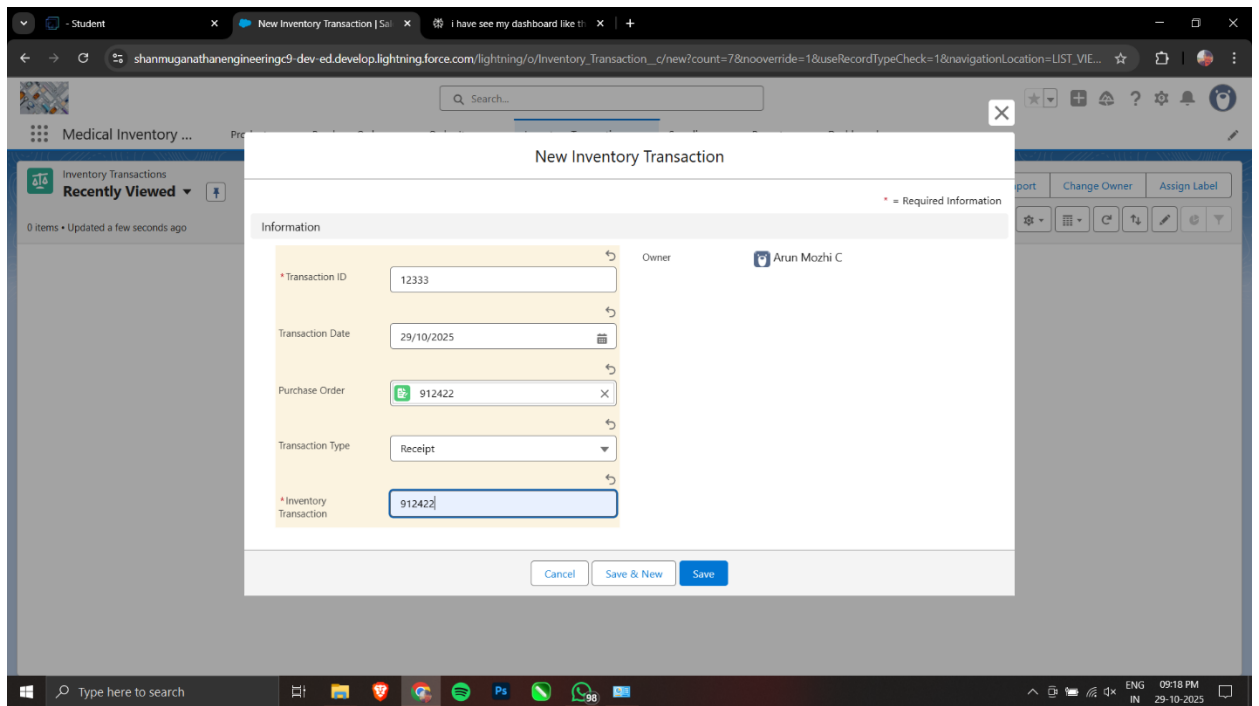 - Student
New Inventory Transaction | Sal
i have see my dashboard like th
shanmuganathanengineeringc9-dev-ed.develop.lightning.force.com/lightning/o/Inventory_Transaction__c/new?count=7&nooverride=1&useRecordTypeCheck=1&navigationLocation=LIST_VIE...
Search...
Medical Inventory ...
New Inventory Transaction
Inventory Transactions
Recently Viewed
Change Owner
Assign Label
* = Required Information
0 items • Updated a few seconds ago
Information
*Transaction ID
12333
Owner
Arun Mozhi C
Transaction Date
29/10/2025
Purchase Order
912422
Transaction Type
Receipt
*Inventory
Transaction
912422
Cancel
Save & New
Save
Type here to search
Ps
98
ENG
IN
09:18 PM
29-10-2025